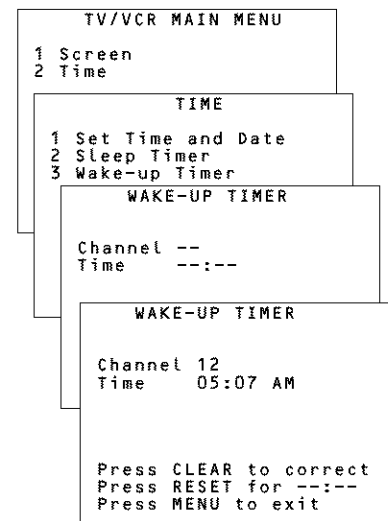 TV/VCR MAIN MENU
1 Screen
2 Time
TIME
1 Set Time and Date
2 Sleep Timer
3 Wake-up Timer
WAKE-UP TIMER
Channel --
Time --:--
WAKE-UP TIMER
Channel 12
Time 05:07 AM
Press CLEAR to correct
Press RESET for --:--
Press MENU to exit